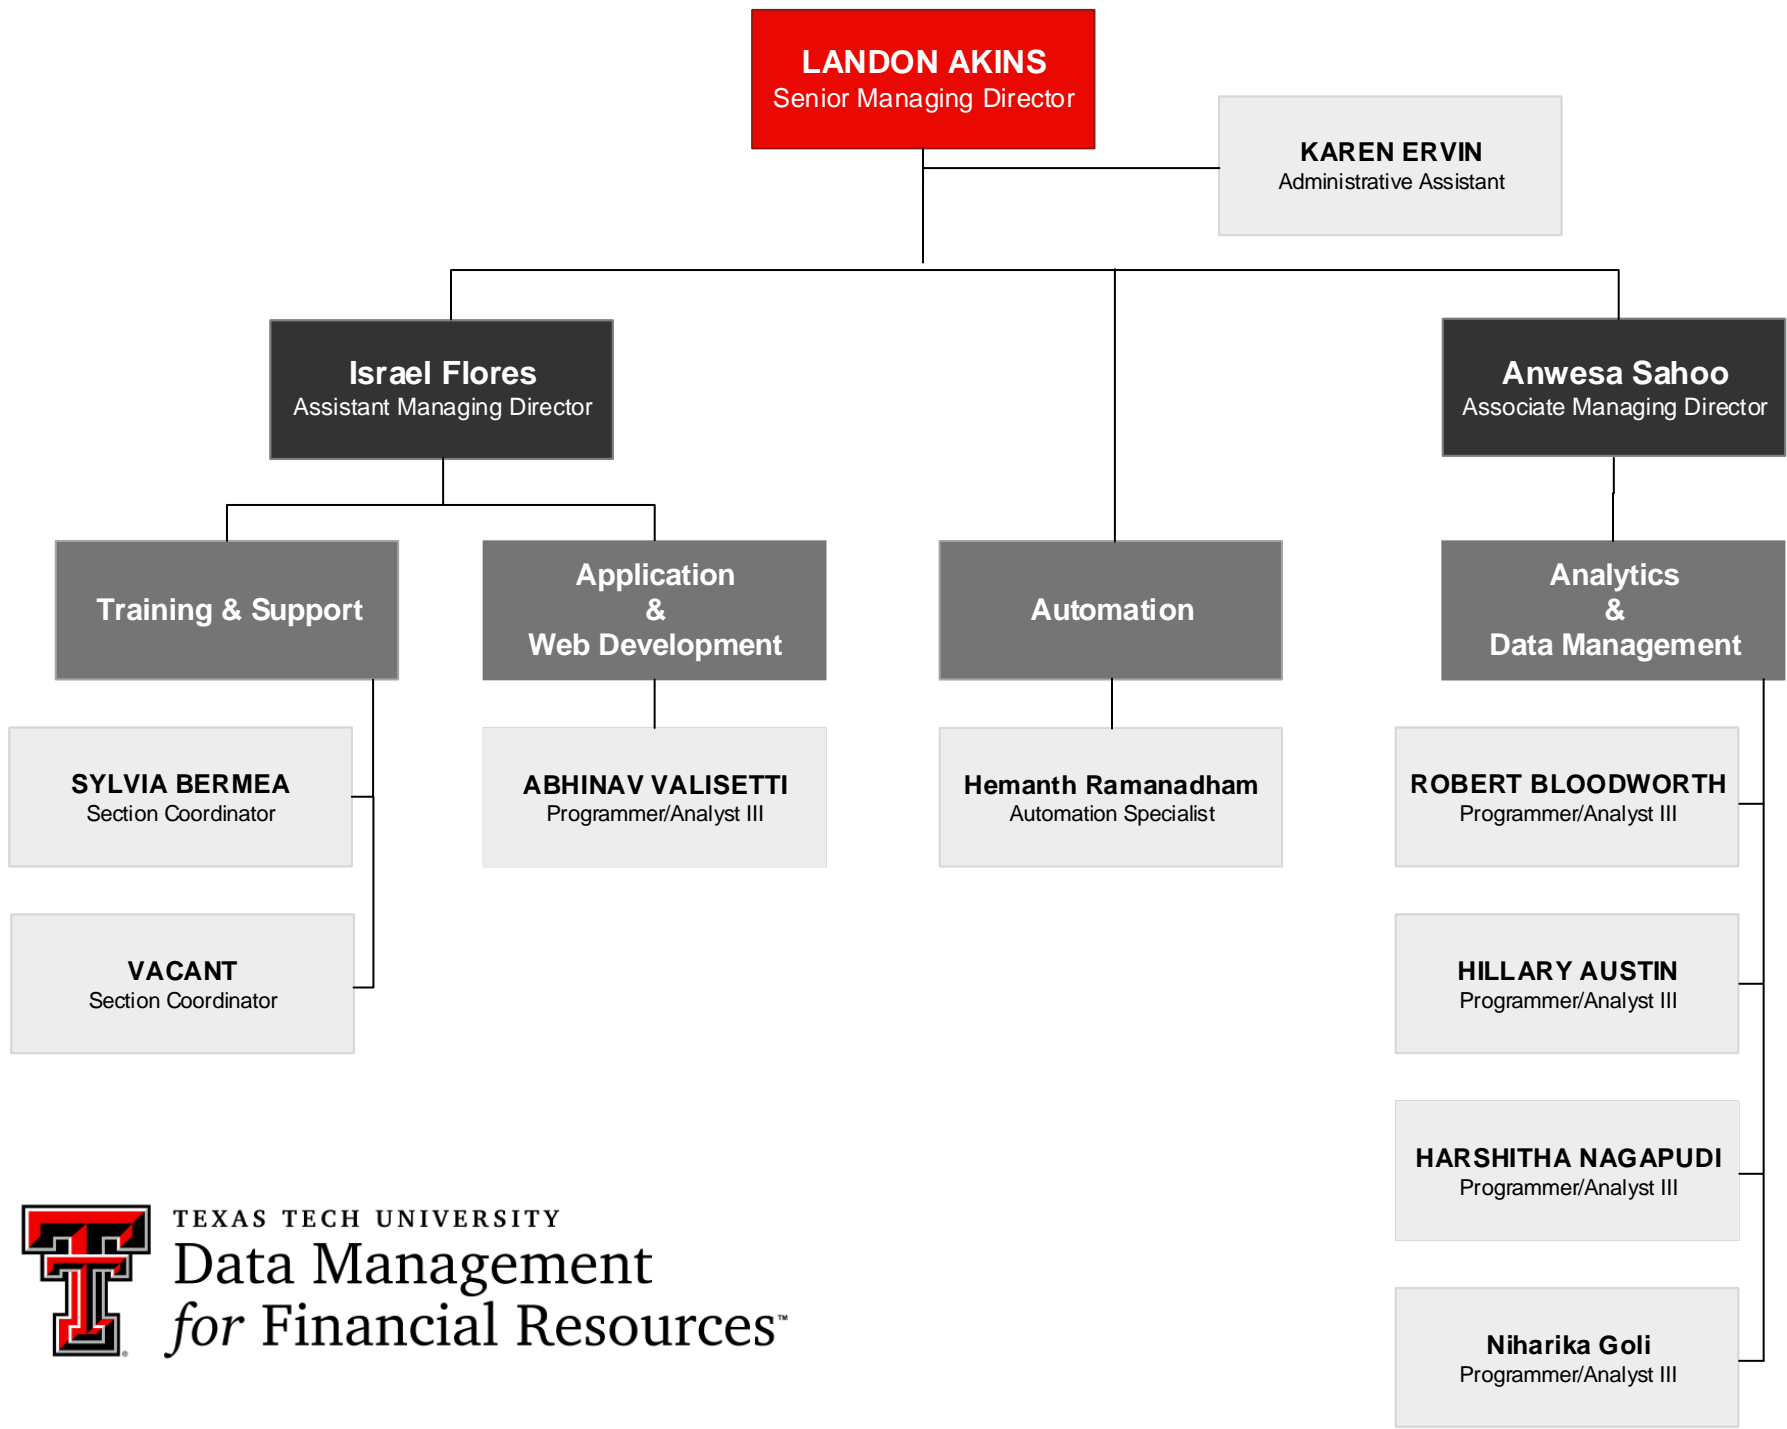 LANDON AKINS
Senior Managing Director
KAREN ERVIN
Administrative Assistant
Israel Flores
Assistant Managing Director
Anwesa Sahoo
Associate Managing Director
Training & Support
Application
&
Web Development
Automation
Analytics
&
Data Management
SYLVIA BERMEA
Section Coordinator
ABHINAV VALISETTI
Programmer/Analyst III
Hemanth Ramanadham
Automation Specialist
ROBERT BLOODWORTH
Programmer/Analyst III
VACANT
Section Coordinator
HILLARY AUSTIN
Programmer/Analyst III
HARSHITHA NAGAPUDI
Programmer/Analyst III
Niharika Goli
Programmer/Analyst III
TEXAS TECH UNIVERSITY
Data Management
for Financial Resources™